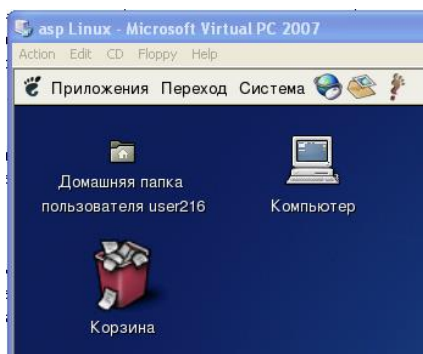 asp Linux - Microsoft Virtual PC 2007
Action Edit CD Floppy Help
Приложения Переход Система
Домашняя папка
пользователя user216
Компьютер
Корзина